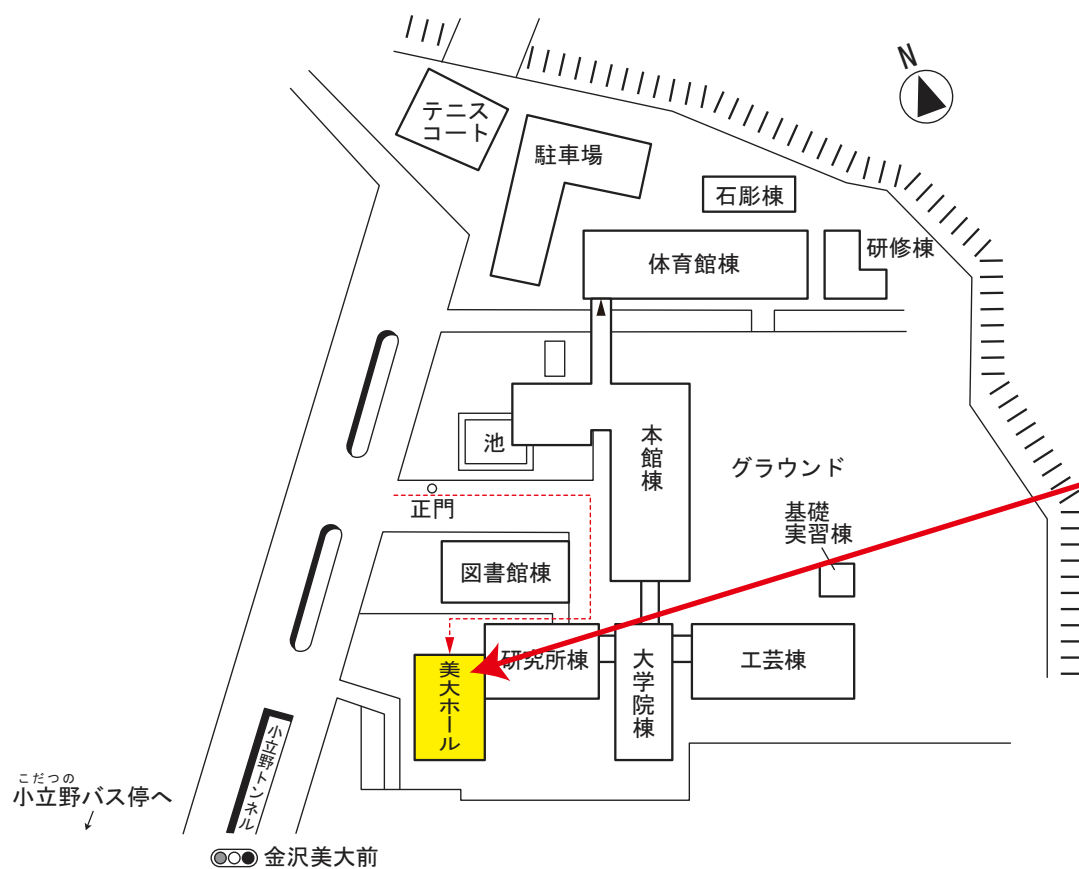 N
テニス
コート
駐車場
石彫棟
体育館棟
研修棟
本館棟
池
グラウンド
正門
基礎
実習棟
図書館棟
研究所棟
大学院棟
工芸棟
美大ホール
小立野トンネル
こだつの
小立野バス停へ
金沢美大前